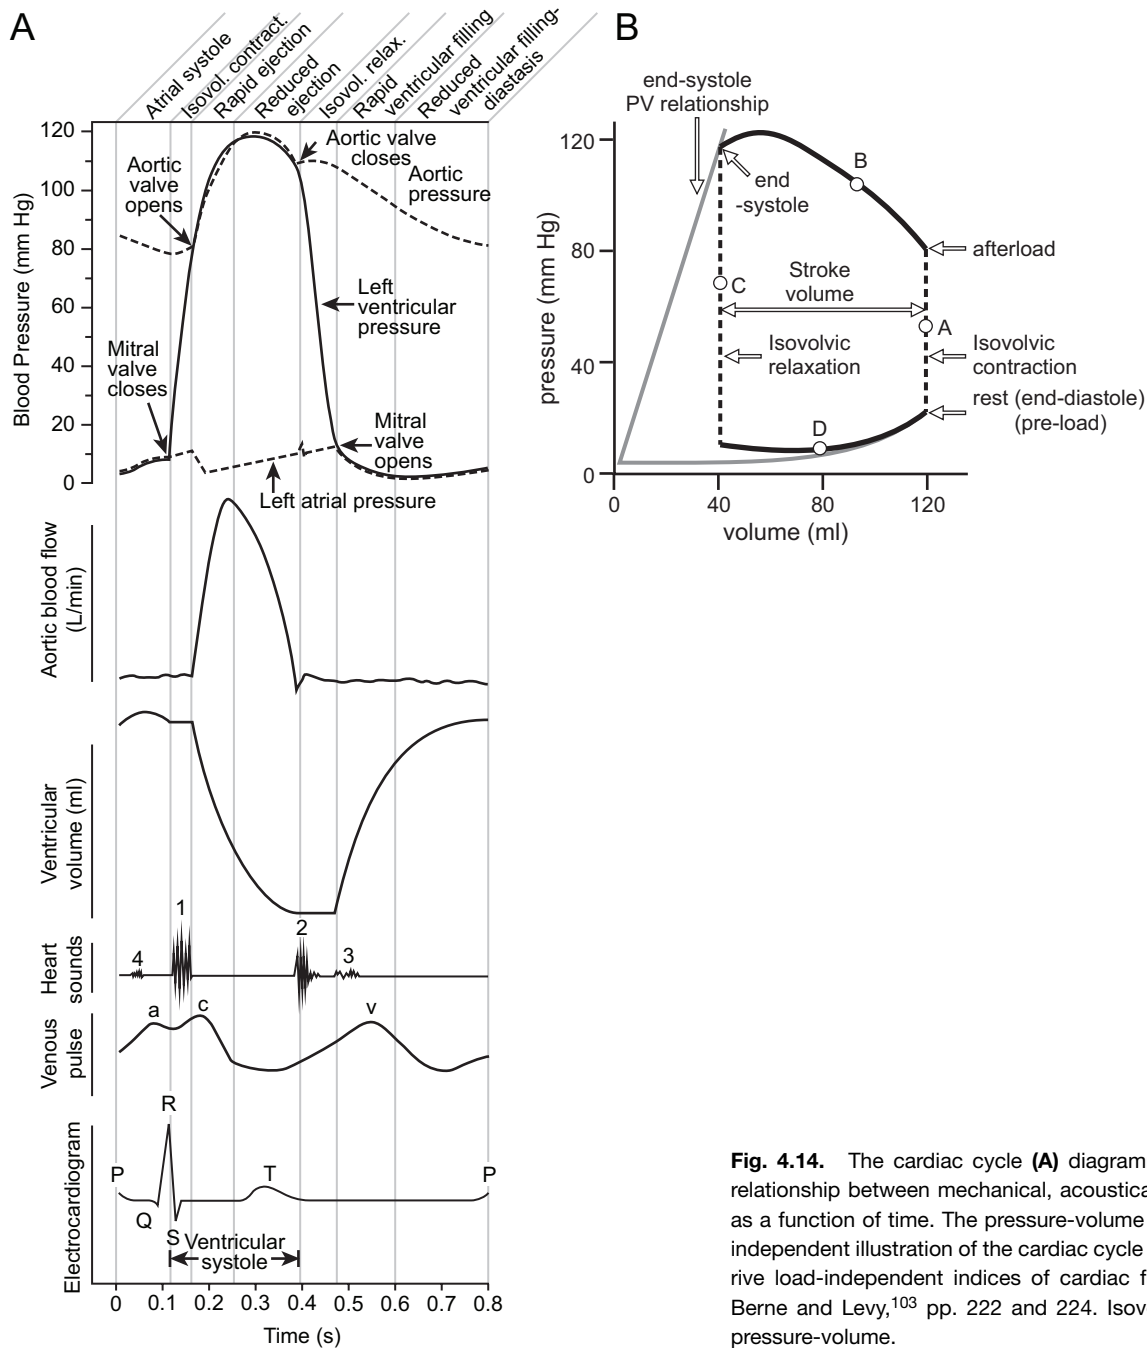 A
Atrial systole
Isovol. contract.
Rapid ejection
Reduced
ejection
Isovol. relax.
Rapid
ventricular filling
Reduced
ventricular filling-
diastasis
Blood Pressure (mm Hg)
120
100
80
60
40
20
0
Aortic
valve
opens
Aortic valve
closes
Aortic
pressure
Left
ventricular
pressure
Mitral
valve
closes
Mitral
valve
opens
Left atrial pressure
Aortic blood flow
(L/min)
Ventricular
volume (ml)
Heart
sounds
4
1
2
3
Venous
pulse
a
c
v
Electrocardiogram
P
Q
R
S
T
P
Ventricular
systole
0 0.1 0.2 0.3 0.4 0.5 0.6 0.7 0.8
Time (s)
B
end-systole
PV relationship
pressure (mm Hg)
120
80
40
0
end
-systole
B
afterload
Stroke
volume
C
A
Isovolvic
relaxation
Isovolvic
contraction
rest (end-diastole)
(pre-load)
D
0 40 80 120
volume (ml)
Fig. 4.14. The cardiac cycle (A) diagram
relationship between mechanical, acoustica
as a function of time. The pressure-volume
independent illustration of the cardiac cycle
rive load-independent indices of cardiac f
Berne and Levy,103 pp. 222 and 224. Isov
pressure-volume.